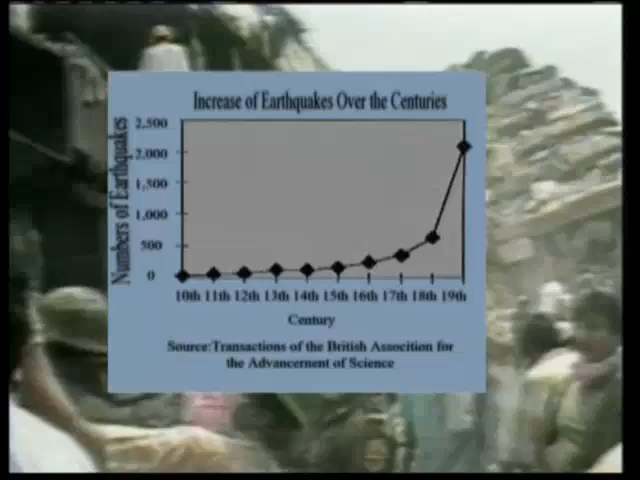 Increase of Earthquakes Over the Centuries
Numbers of Earthquakes
2,500
2,000
1,500
1,000
500
0
10th 11th 12th 13th 14th 15th 16th 17th 18th 19th
Century
Source:Transactions of the British Assocition for
the Advancement of Science